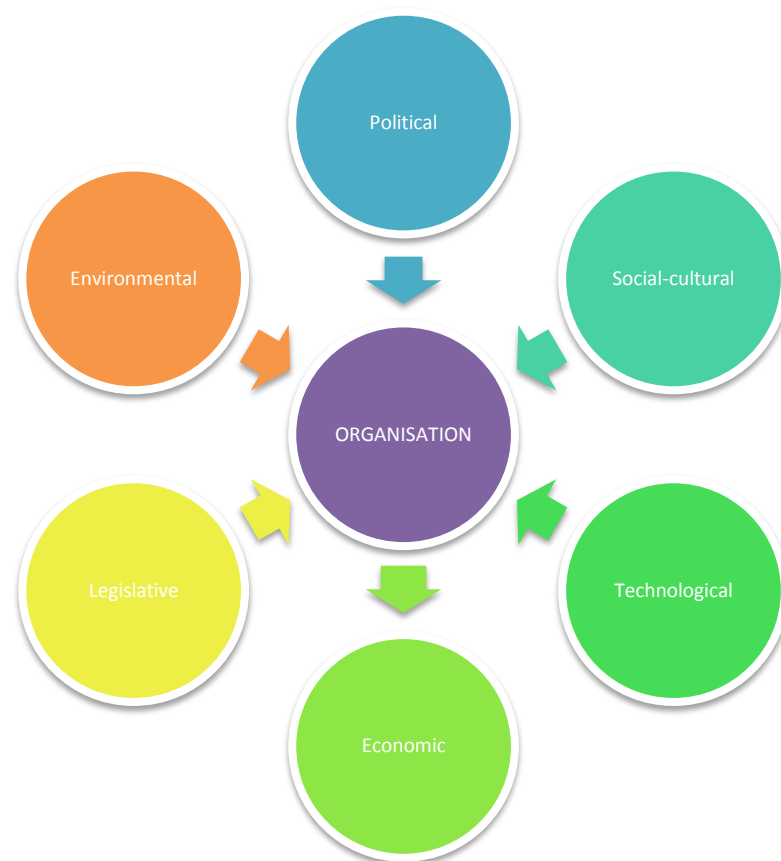 Political
Environmental
Social-cultural
ORGANISATION
Legislative
Technological
Economic